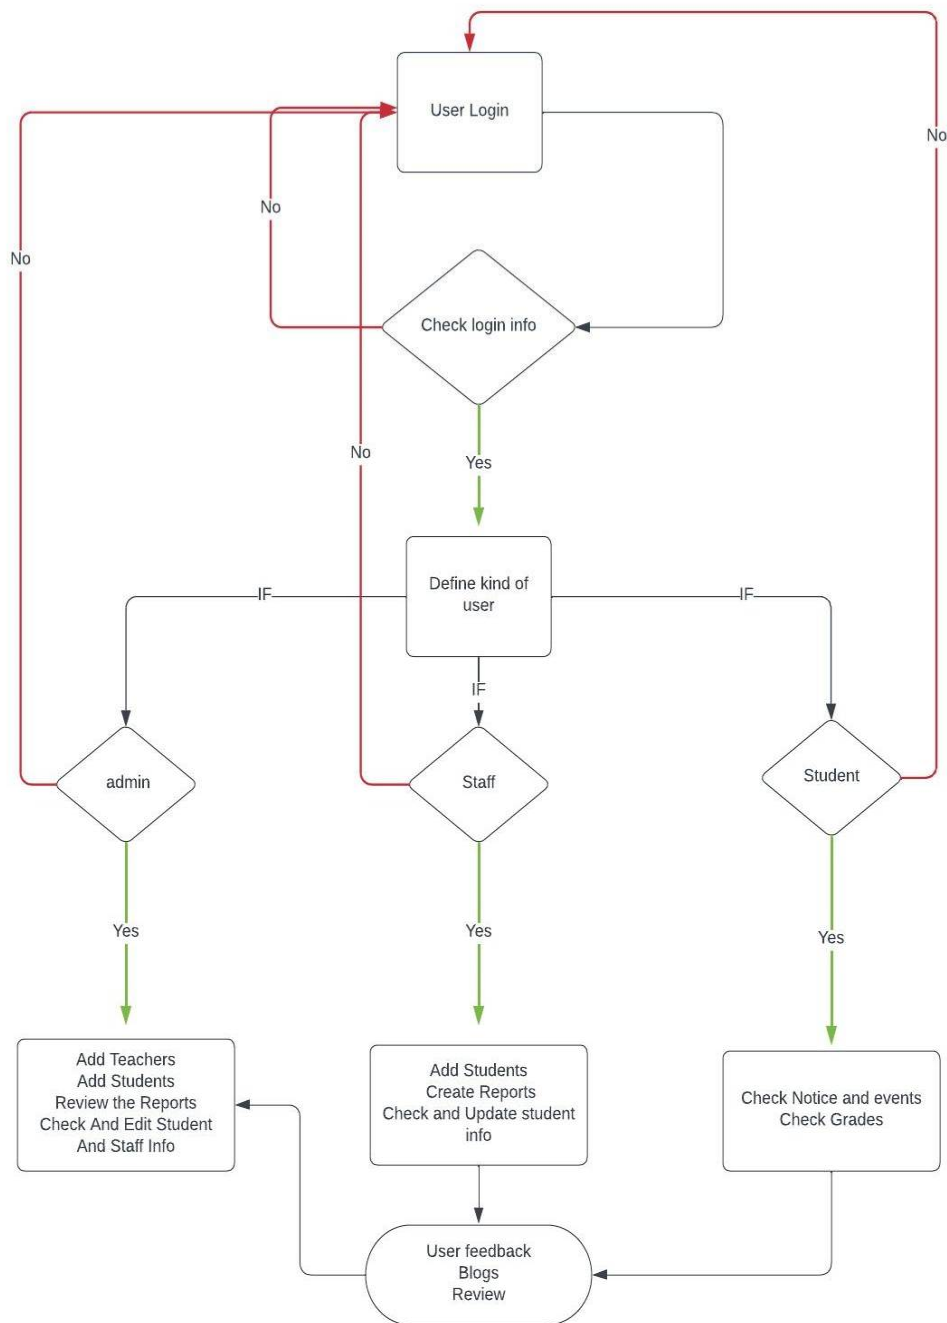 User Login
No
No
No
Check login info
No
Yes
Define kind of
user
IF
IF
IF
admin
Staff
Student
Yes
Yes
Yes
Add Teachers
Add Students
Review the Reports
Check And Edit Student
And Staff Info
Add Students
Create Reports
Check and Update student
info
Check Notice and events
Check Grades
User feedback
Blogs
Review